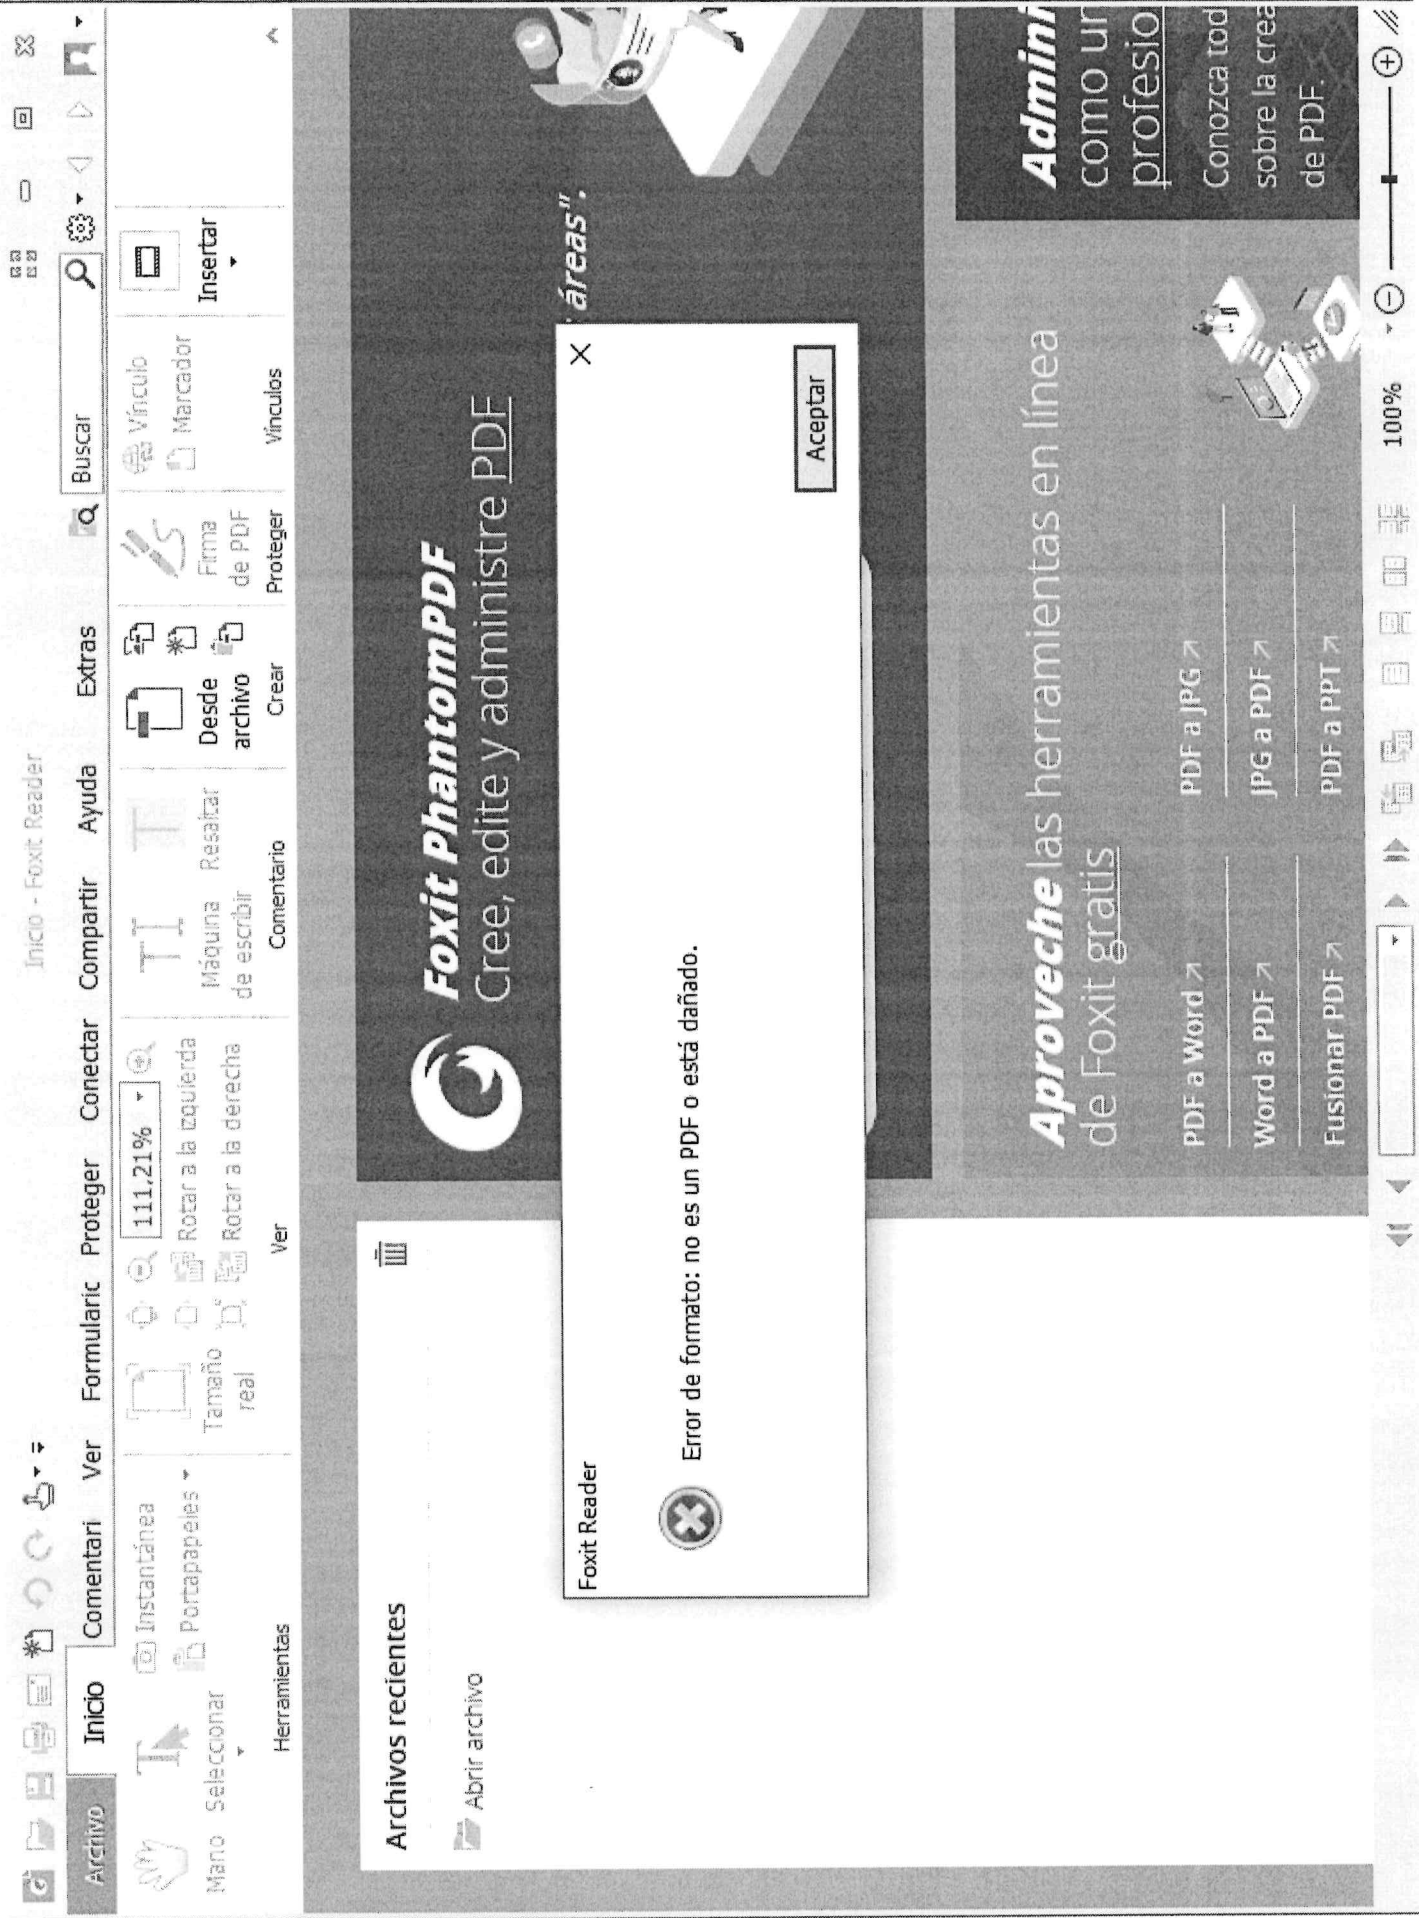 Inicio - Foxit Reader
Archivo Inicio Comentari Ver Formularic Proteger Conectar Compartir Ayuda Extras Buscar
Mano Seleccionar Instantánea Portapapeles
Herramientas
Tamaño real 111,21% Rotar a la izquierda Rotar a la derecha
Ver
Máquina de escribir Resaltar
Comentario
Desde archivo
Crear
Firma de PDF
Proteger
Vínculo Marcador
Vínculos
Insertar
Archivos recientes
Abrir archivo
Foxit PhantomPDF
Cree, edite y administre PDF
áreas".
Foxit Reader
Error de formato: no es un PDF o está dañado.
Aceptar
Aproveche las herramientas en línea
de Foxit gratis
PDF a Word PDF a JPG
Word a PDF JPG a PDF
Fusionar PDF PDF a PPT
Admini
como un
profesio
Conozca tod
sobre la crea
de PDF.
100%